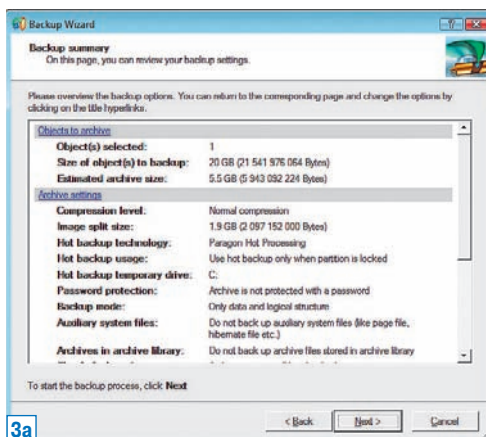 Backup Wizard
Backup summary
On this page, you can review your backup settings.
Please overview the backup options. You can return to the corresponding page and change the options by
clicking on the title hyperlinks.
Objects to archive
Object(s) selected: 1
Size of object(s) to backup: 20 GB (21 541 976 064 Bytes)
Estimated archive size: 5.5 GB (5 943 092 224 Bytes)
Archive settings
Compression level: Normal compression
Image split size: 1.9 GB (2 097 152 000 Bytes)
Hot backup technology: Paragon Hot Processing
Hot backup usage: Use hot backup only when partition is locked
Hot backup temporary drive: C:
Password protection: Archive is not protected with a password
Backup mode: Only data and logical structure
Auxiliary system files: Do not back up auxiliary system files (like page file,
hibernate file etc.)
Archives in archive library: Do not back up archive files stored in archive library
To start the backup process, click Next
< Back Next > Cancel
3a